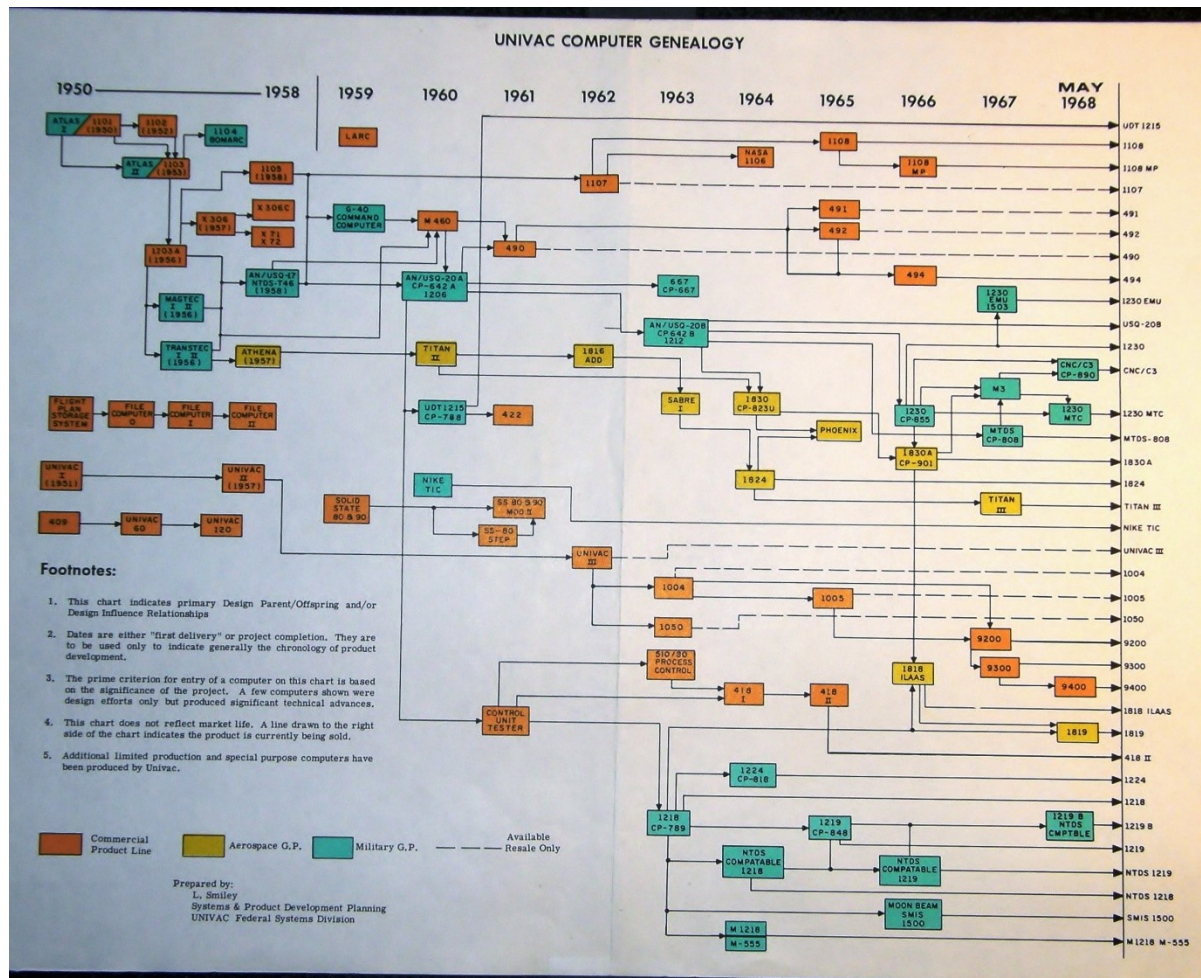 UNIVAC COMPUTER GENEALOGY
1950
1958
1959
1960
1961
1962
1963
1964
1965
1966
1967
MAY
1968
ATLAS
I
1101
(1950)
1102
(1952)
1104
BOMARC
ATLAS
II
1103
(1953)
1105
(1958)
X 306
(1957)
X 306C
X 71
X 72
1103A
(1956)
AN/USQ-17
NTDS-T46
(1958)
MAGTEC
I II
(1956)
TRANSTEC
I II
(1956)
ATHENA
(1957)
LARC
G-40
COMMAND
COMPUTER
M 460
490
AN/USQ-20A
CP-642A
1206
TITAN
II
1816
ADD
1107
NASA
1106
1108
1108
MP
491
492
494
667
CP-667
AN/USQ-20B
CP-642B
1212
1230
EMU
1503
SABRE
I
1830
CP-823U
PHOENIX
1824
1230
CP-855
1830A
CP-901
M3
MTDS
CP-808
CNC/C3
CP-890
1230
MTC
TITAN
III
FLIGHT
PLAN
STORAGE
SYSTEM
FILE
COMPUTER
0
FILE
COMPUTER
I
FILE
COMPUTER
II
UDT1215
CP-788
422
UNIVAC
I
(1951)
UNIVAC
II
(1957)
NIKE
TIC
SOLID
STATE
80 & 90
SS 80 & 90
MOD II
SS-80
STEP
409
UNIVAC
60
UNIVAC
120
UNIVAC
III
1004
1005
1050
9200
9300
9400
510/90
PROCESS
CONTROL
418
I
418
II
CONTROL
UNIT
TESTER
1818
ILAAS
1819
1224
CP-818
1218
CP-789
1219
CP-848
1219 B
NTDS
CMPTBLE
NTDS
COMPATABLE
1218
NTDS
COMPATABLE
1219
MOON BEAM
SMIS
1500
M 1218
M-555
UDT 1215
1108
1108 MP
1107
491
492
490
494
1230 EMU
USQ-20B
1230
CNC/C3
1230 MTC
MTDS-808
1830 A
1824
TITAN III
NIKE TIC
UNIVAC III
1004
1005
1050
9200
9300
9400
1818 ILAAS
1819
418 II
1224
1218
1219 B
1219
NTDS 1219
NTDS 1218
SMIS 1500
M 1218 M-555
Footnotes:
1. This chart indicates primary Design Parent/Offspring and/or
Design Influence Relationships
2. Dates are either "first delivery" or project completion. They are
to be used only to indicate generally the chronology of product
development.
3. The prime criterion for entry of a computer on this chart is based
on the significance of the project. A few computers shown were
design efforts only but produced significant technical advances.
4. This chart does not reflect market life. A line drawn to the right
side of the chart indicates the product is currently being sold.
5. Additional limited production and special purpose computers have
been produced by Univac.
Commercial
Product Line
Aerospace G.P.
Military G.P.
Available
Resale Only
Prepared by:
L. Smiley
Systems & Product Development Planning
UNIVAC Federal Systems Division